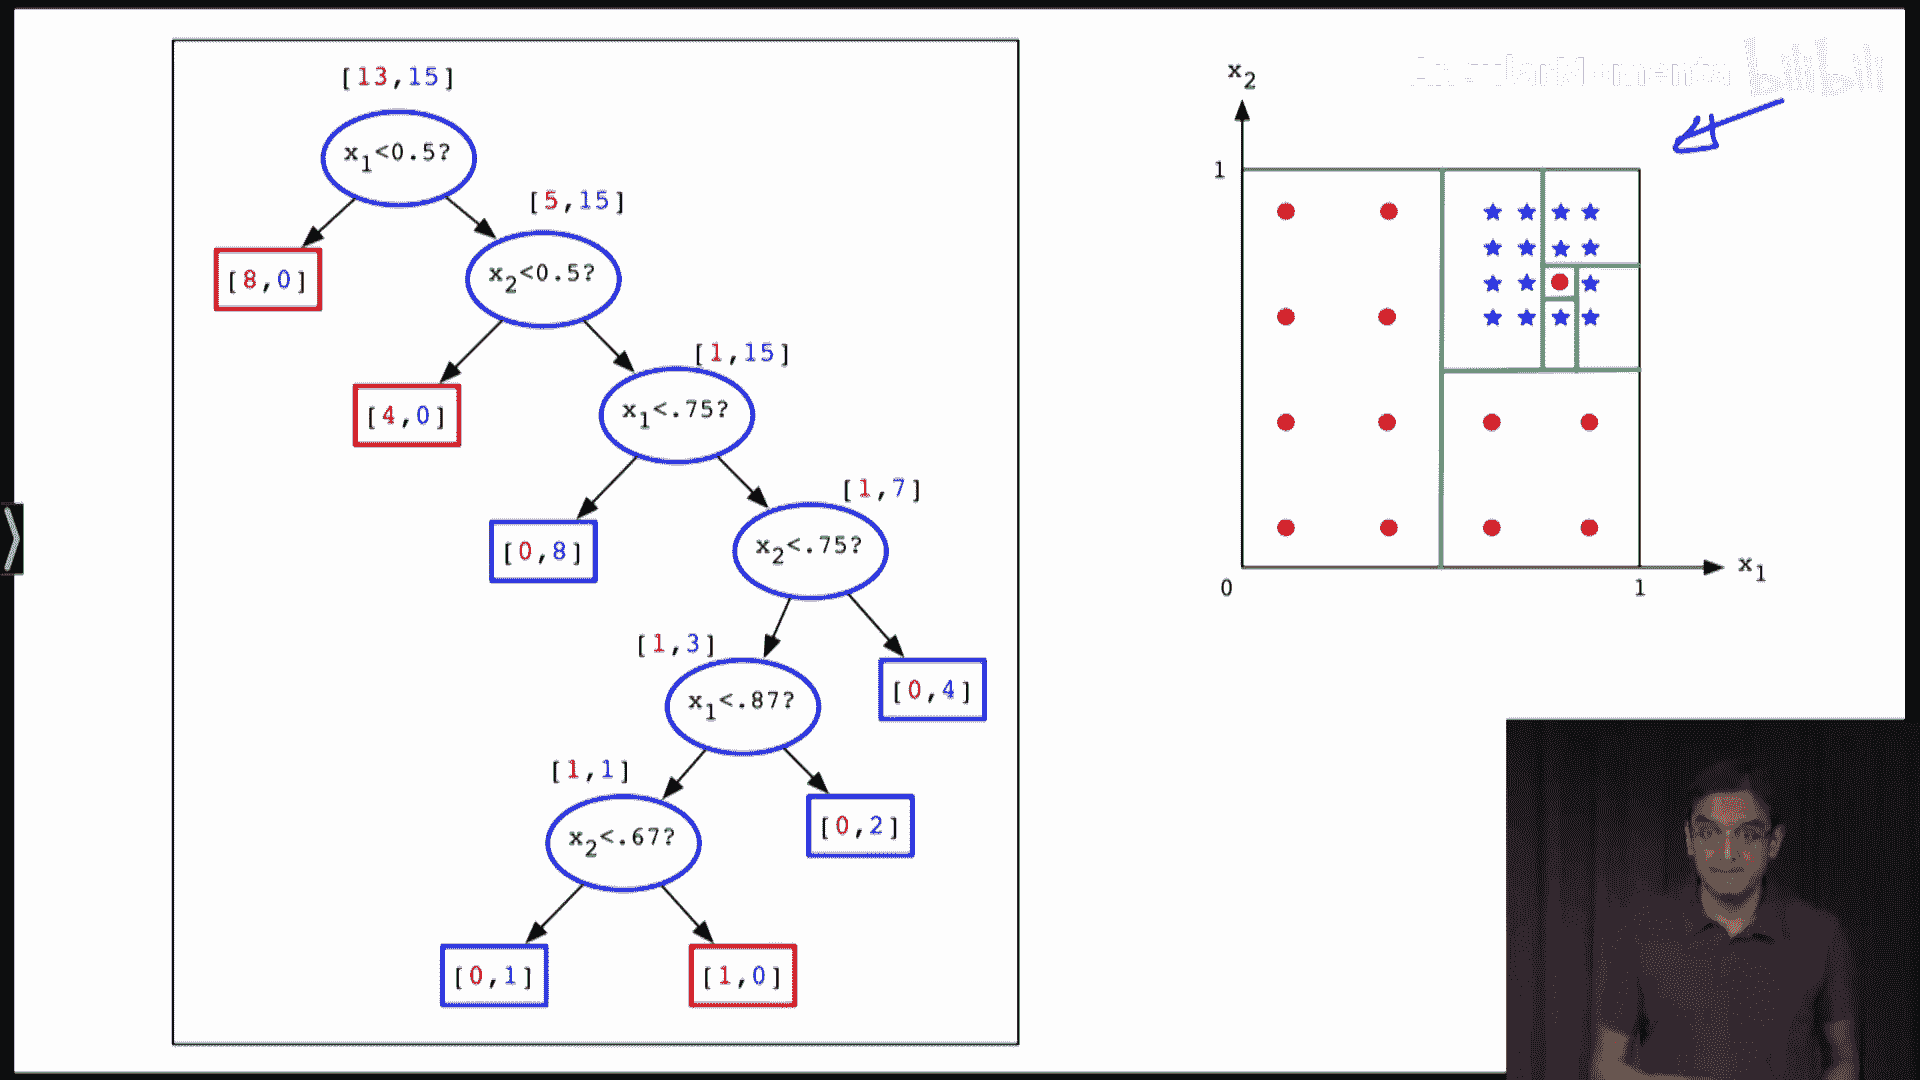 [13,15]
x1<0.5?
[5,15]
[8,0]
x2<0.5?
[1,15]
[4,0]
x1<.75?
[1,7]
[0,8]
x2<.75?
[1,3]
[0,4]
x1<.87?
[1,1]
[0,2]
x2<.67?
[0,1]
[1,0]
x2
bilibili
1
0
1
x1